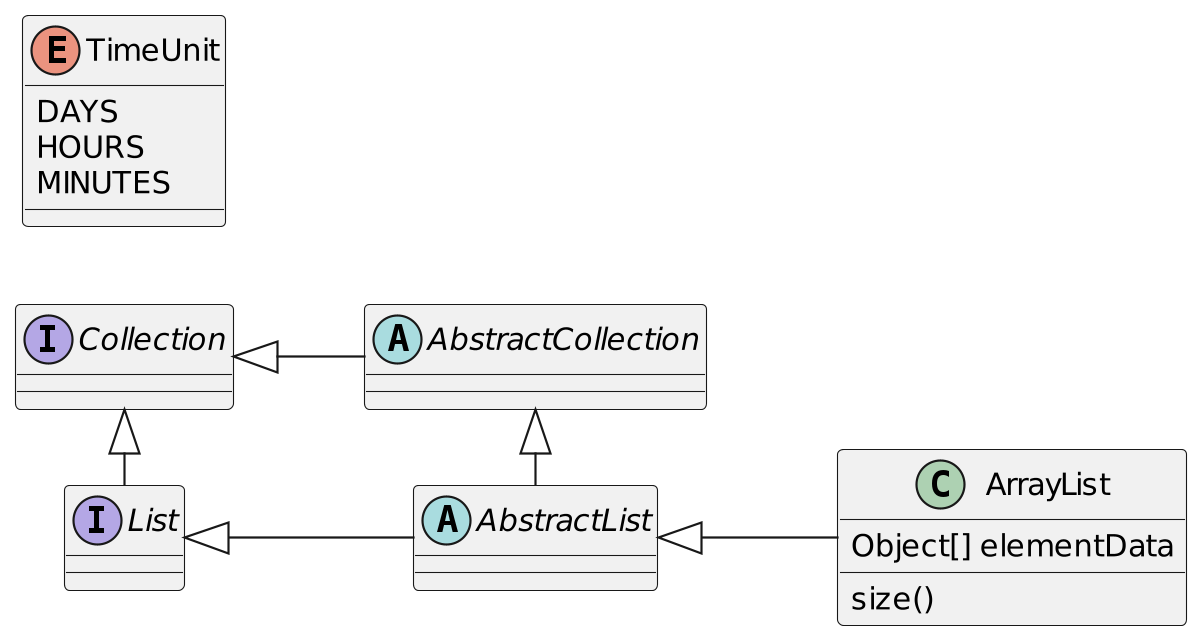 E TimeUnit
DAYS
HOURS
MINUTES
I Collection
A AbstractCollection
I List
A AbstractList
C ArrayList
Object[] elementData
size()